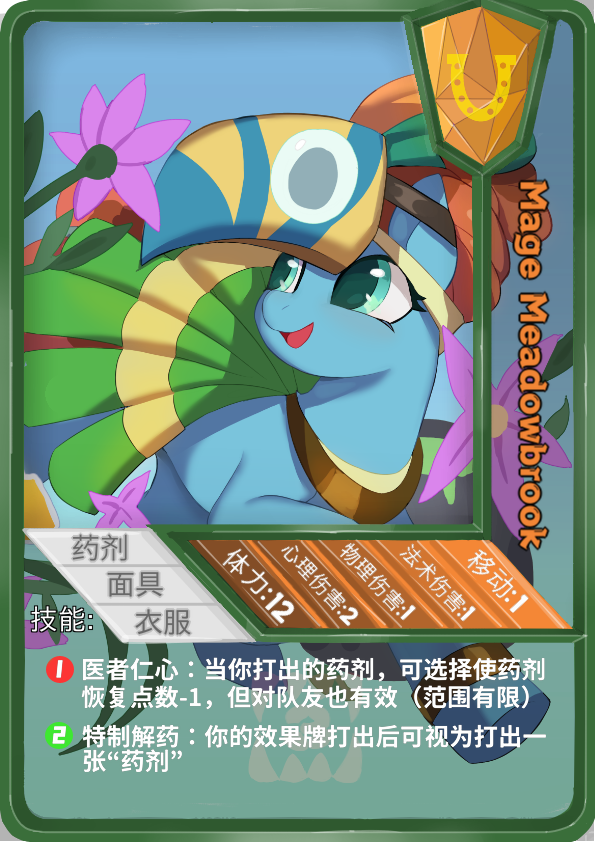 Mage Meadowbrook
药剂
面具
衣服
体力:12
心理伤害:2
物理伤害:1
法术伤害:1
移动:1
技能:
1 医者仁心：当你打出的药剂，可选择使药剂
恢复点数-1，但对队友也有效（范围有限）
2 特制解药：你的效果牌打出后可视为打出一
张“药剂”